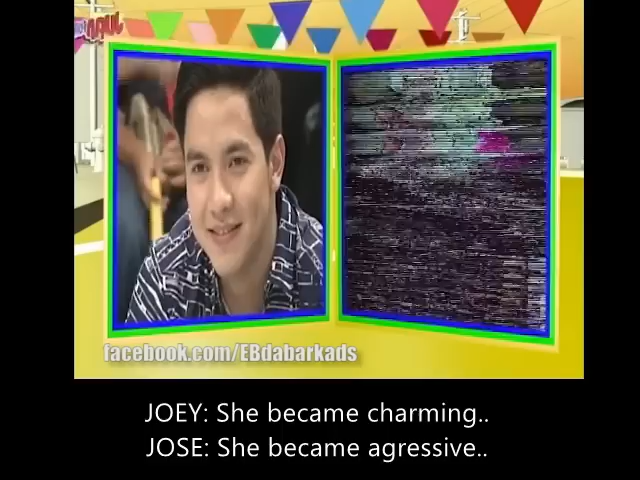 facebook.com/EBdabarkads
JOEY: She became charming..
JOSE: She became agressive..